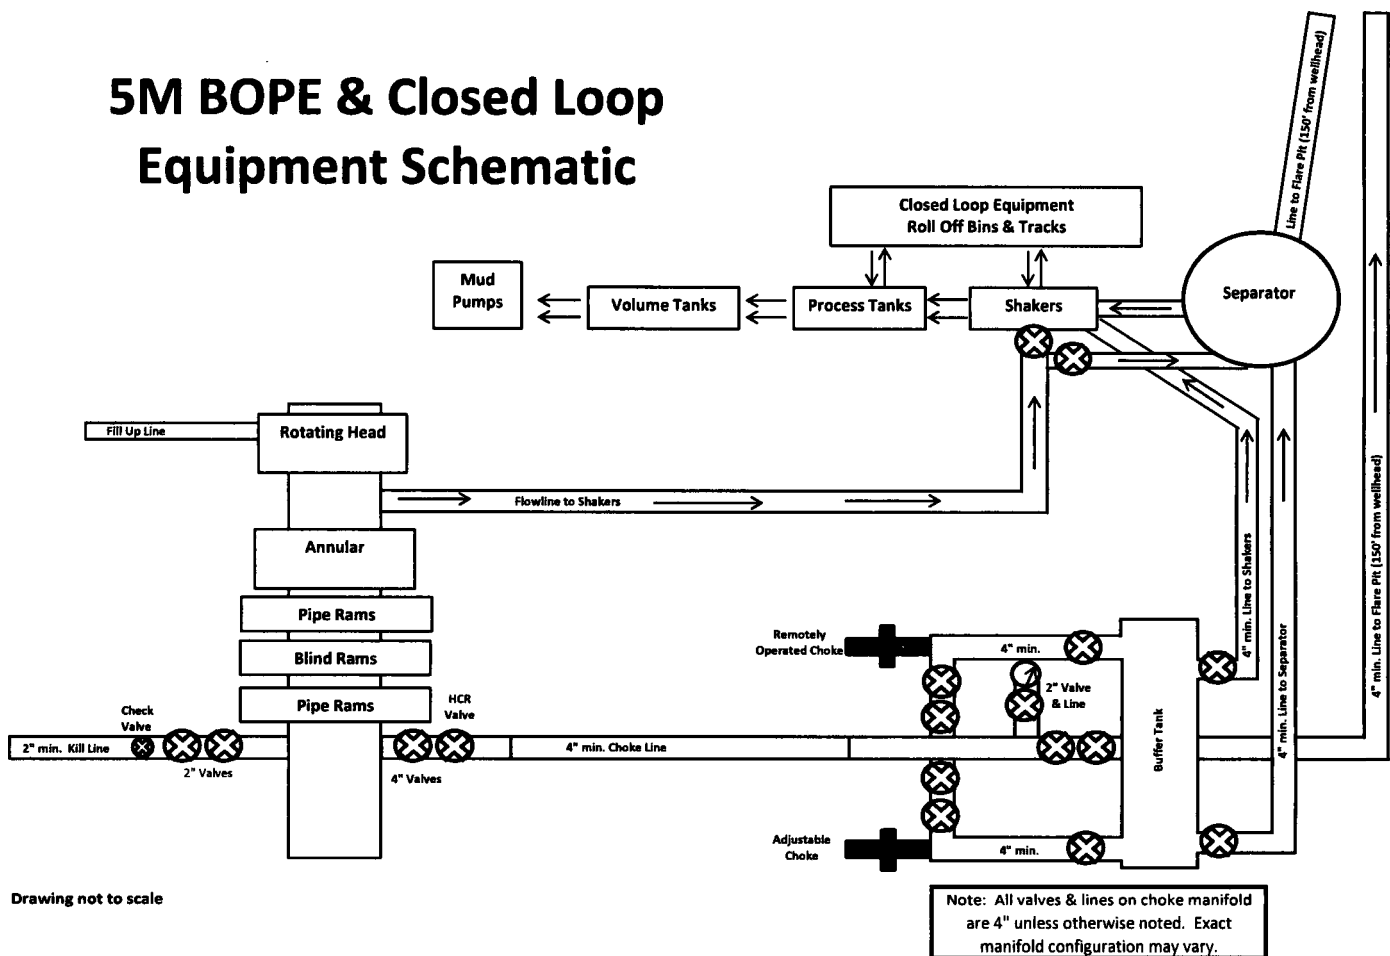 5M BOPE & Closed Loop
Equipment Schematic
Line to Flare Pit (150' from wellhead)
Closed Loop Equipment
Roll Off Bins & Tracks
Mud
Pumps
Volume Tanks
Process Tanks
Shakers
Separator
Fill Up Line
Rotating Head
Flowline to Shakers
Annular
Pipe Rams
Blind Rams
Pipe Rams
Check
Valve
HCR
Valve
2" min. Kill Line
2" Valves
4" Valves
4" min. Choke Line
Remotely
Operated Choke
4" min.
2" Valve
& Line
Buffer Tank
4" min. Line to Shakers
4" min. Line to Separator
4" min. Line to Flare Pit (150' from wellhead)
Adjustable
Choke
4" min.
Drawing not to scale
Note: All valves & lines on choke manifold
are 4" unless otherwise noted. Exact
manifold configuration may vary.